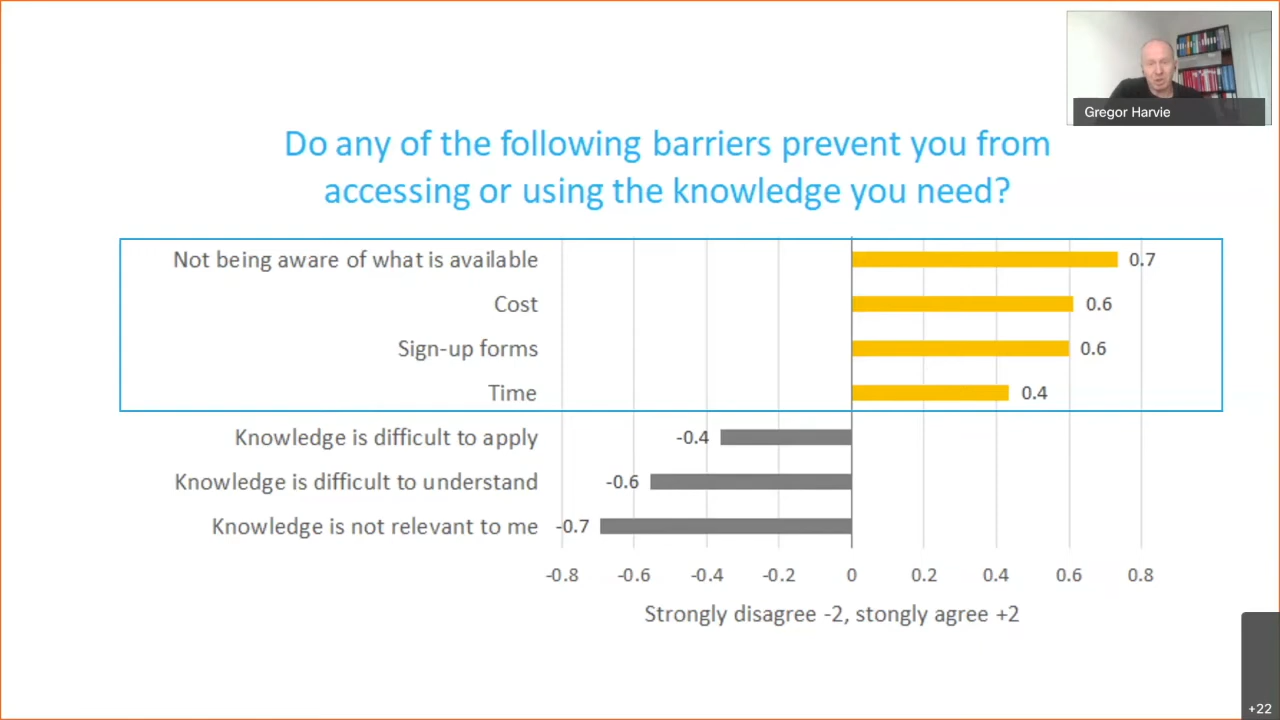 Gregor Harvie
Do any of the following barriers prevent you from
accessing or using the knowledge you need?
Not being aware of what is available 0.7
Cost 0.6
Sign-up forms 0.6
Time 0.4
Knowledge is difficult to apply -0.4
Knowledge is difficult to understand -0.6
Knowledge is not relevant to me -0.7
-0.8 -0.6 -0.4 -0.2 0 0.2 0.4 0.6 0.8
Strongly disagree -2, stongly agree +2
+22